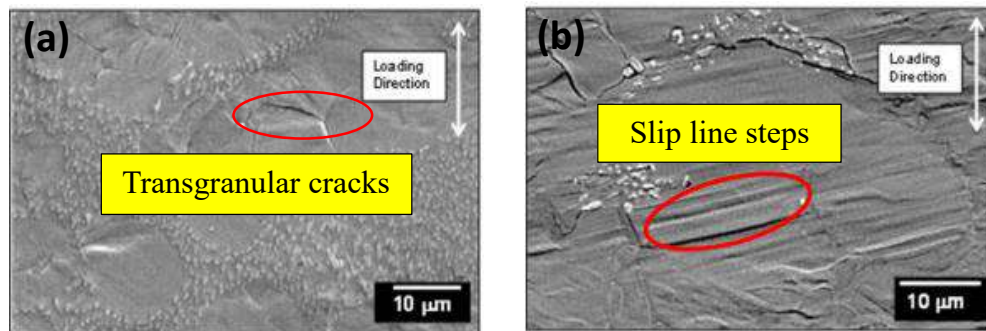 (a)
Loading
Direction
Transgranular cracks
10 μm
(b)
Loading
Direction
Slip line steps
10 μm